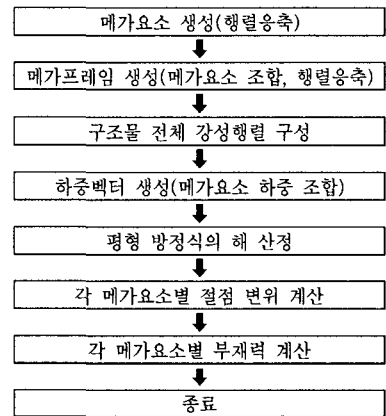 메가요소 생성(행렬응축)
메가프레임 생성(메가요소 조합, 행렬응축)
구조물 전체 강성행렬 구성
하중벡터 생성(메가요소 하중 조합)
평형 방정식의 해 산정
각 메가요소별 절점 변위 계산
각 메가요소별 부재력 계산
종료